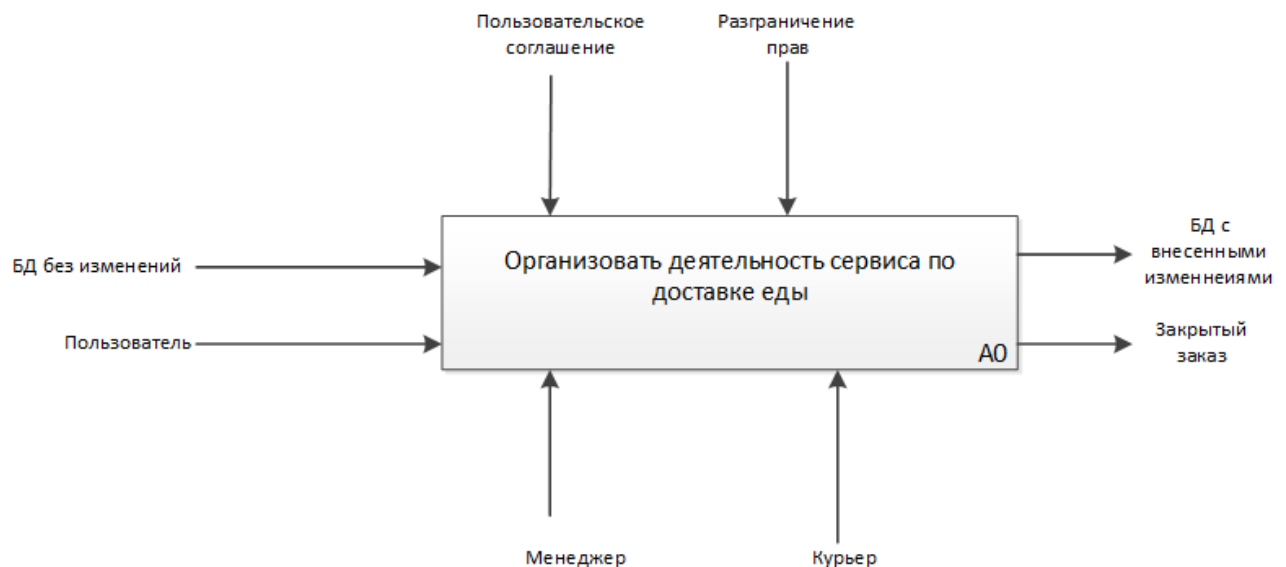 Пользовательское
соглашение
Разграничение
прав
БД без изменений
Пользователь
Организовать деятельность сервиса по
доставке еды
А0
БД с
внесенными
изменнеиями
Закрытый
заказ
Менеджер
Курьер